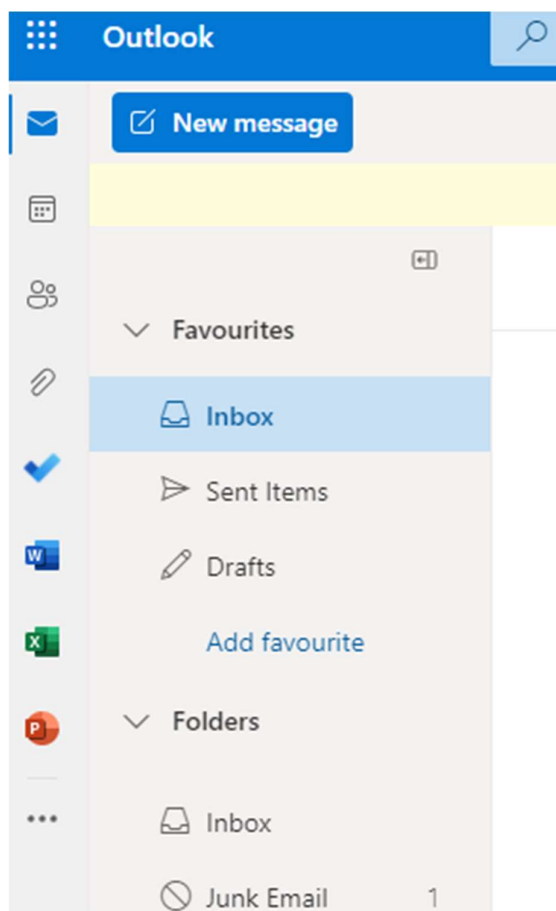 Outlook
New message
Favourites
Inbox
Sent Items
Drafts
Add favourite
W
X
P
Folders
Inbox
Junk Email 1